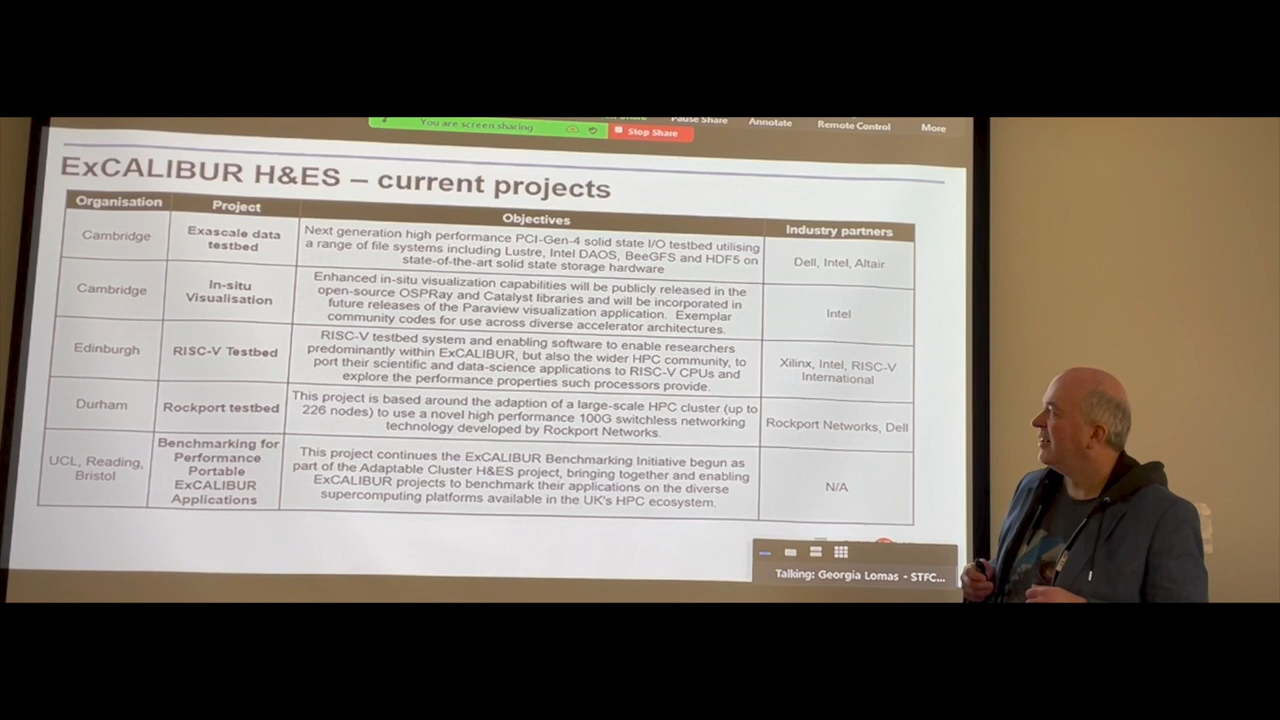 You are screen sharing
Stop Share
Pause Share
Annotate
Remote Control
More
ExCALIBUR H&ES – current projects
Organisation
Project
Objectives
Industry partners
Cambridge
Exascale data
testbed
Next generation high performance PCI-Gen-4 solid state I/O testbed utilising
a range of file systems including Lustre, Intel DAOS, BeeGFS and HDF5 on
state-of-the-art solid state storage hardware
Dell, Intel, Altair
Cambridge
In-situ
Visualisation
Enhanced in-situ visualization capabilities will be publicly released in the
open-source OSPRay and Catalyst libraries and will be incorporated in
future releases of the Paraview visualization application. Exemplar
community codes for use across diverse accelerator architectures.
Intel
Edinburgh
RISC-V Testbed
RISC-V testbed system and enabling software to enable researchers
predominantly within ExCALIBUR, but also the wider HPC community, to
port their scientific and data-science applications to RISC-V CPUs and
explore the performance properties such processors provide.
Xilinx, Intel, RISC-V
International
Durham
Rockport testbed
This project is based around the adaption of a large-scale HPC cluster (up to
226 nodes) to use a novel high performance 100G switchless networking
technology developed by Rockport Networks.
Rockport Networks, Dell
UCL, Reading,
Bristol
Benchmarking for
Performance
Portable
ExCALIBUR
Applications
This project continues the ExCALIBUR Benchmarking Initiative begun as
part of the Adaptable Cluster H&ES project, bringing together and enabling
ExCALIBUR projects to benchmark their applications on the diverse
supercomputing platforms available in the UK's HPC ecosystem.
N/A
Talking: Georgia Lomas - STFC...